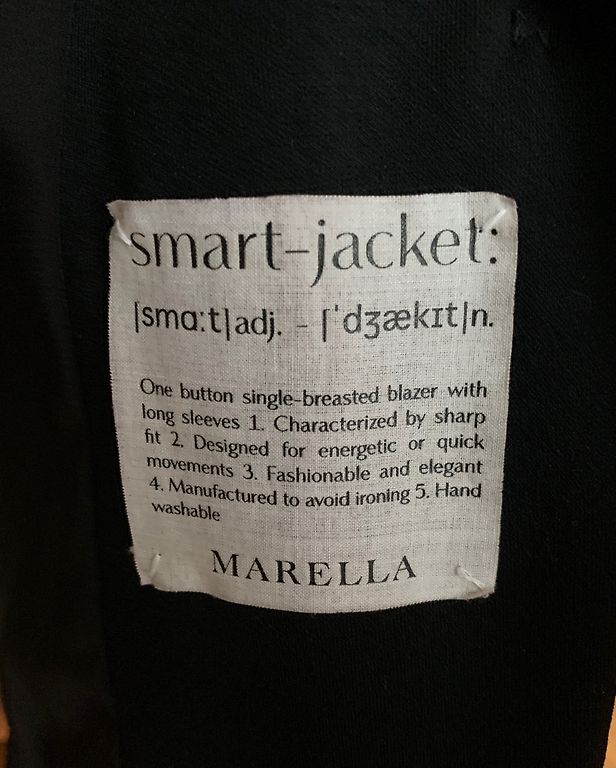 smart-jacket:
[smɑːt]adj. - [ˈdʒækɪt]n.
One button single-breasted blazer with
long sleeves 1. Characterized by sharp
fit 2. Designed for energetic or quick
movements 3. Fashionable and elegant
4. Manufactured to avoid ironing 5. Hand
washable
MARELLA